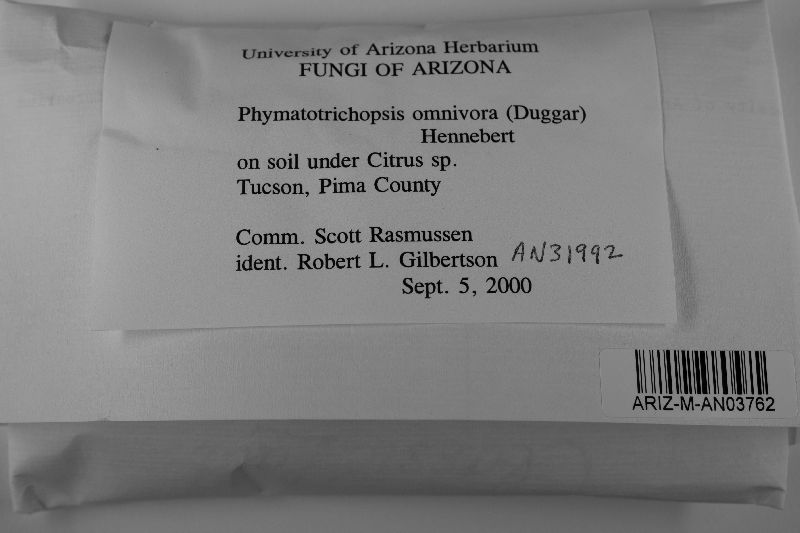 University of Arizona Herbarium
FUNGI OF ARIZONA
Phymatotrichopsis omnivora (Duggar)
Hennebert
on soil under Citrus sp.
Tucson, Pima County
Comm. Scott Rasmussen
ident. Robert L. Gilbertson AN31992
Sept. 5, 2000
ARIZ-M-AN03762